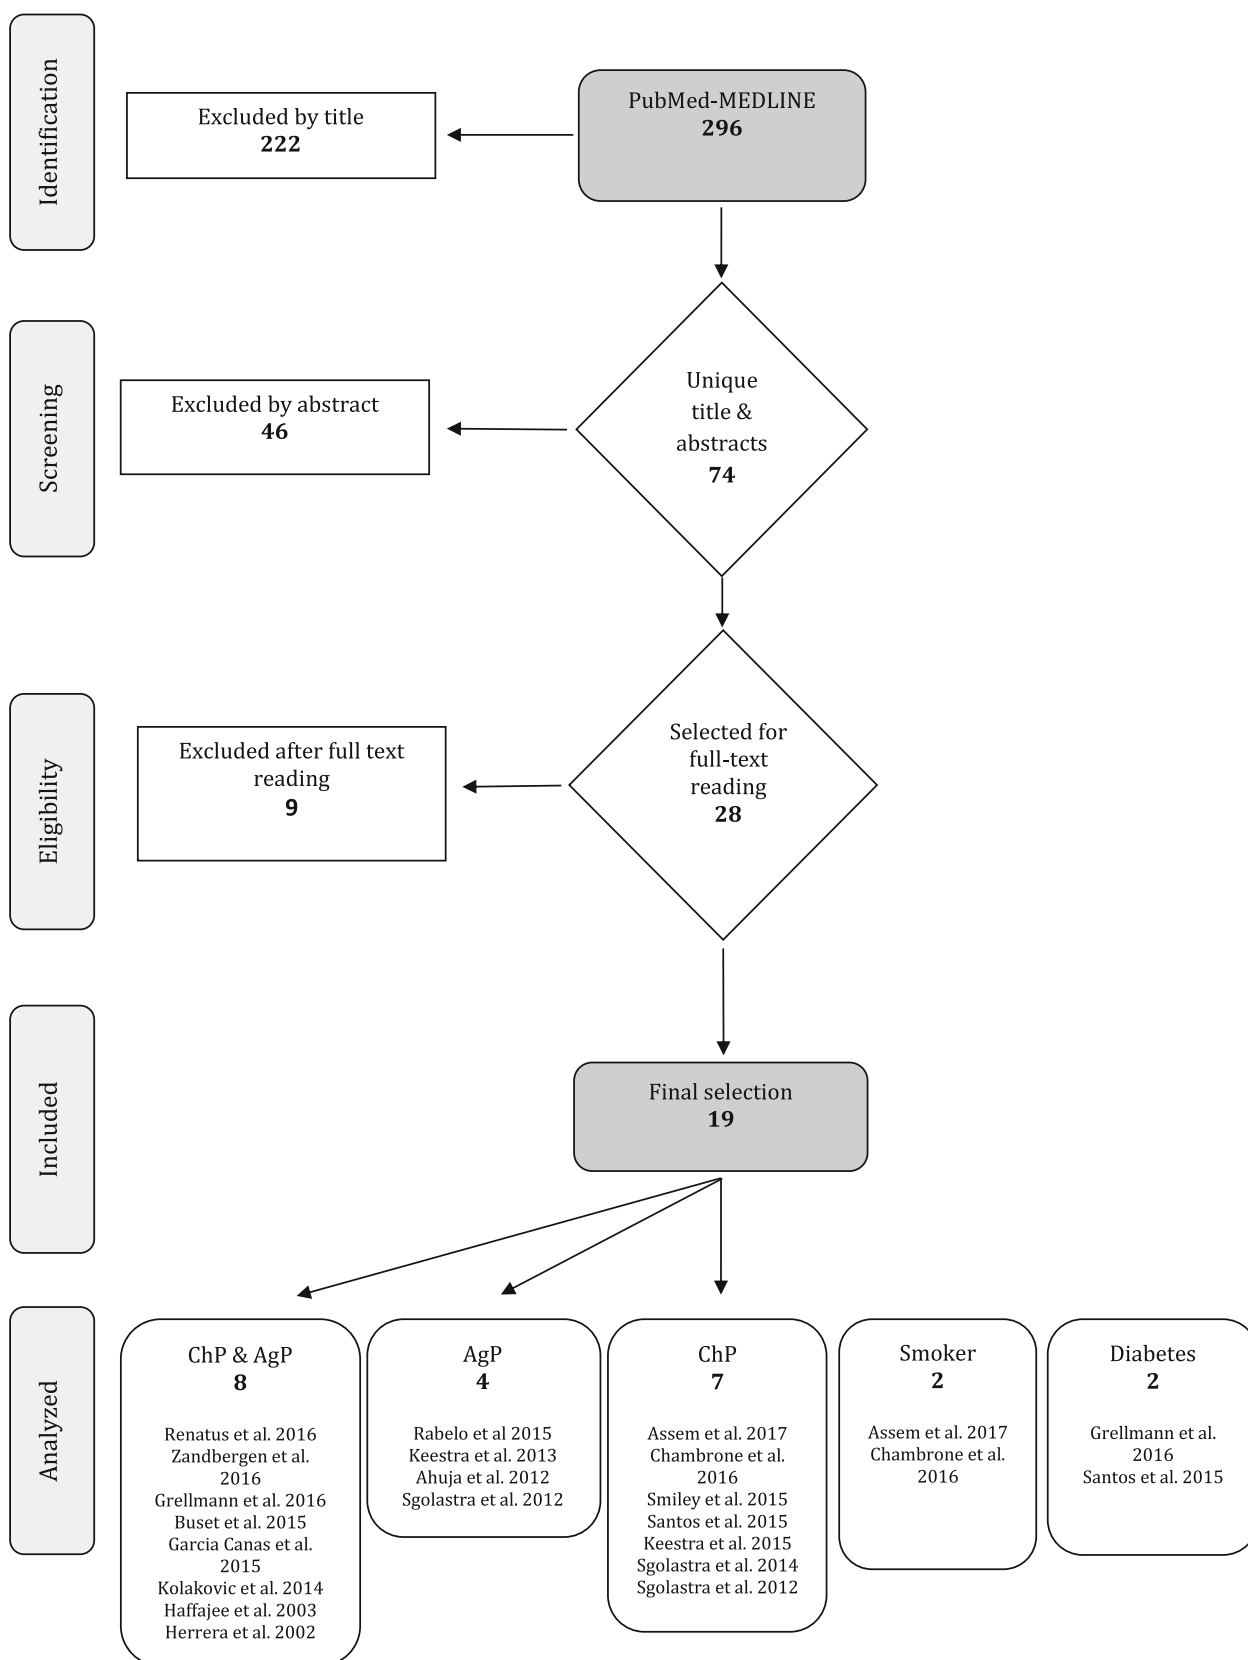 Identification
PubMed-MEDLINE
296
Excluded by title
222
Screening
Unique
title &
abstracts
74
Excluded by abstract
46
Eligibility
Selected for
full-text
reading
28
Excluded after full text
reading
9
Included
Final selection
19
Analyzed
ChP & AgP
8
Renatus et al. 2016
Zandbergen et al.
2016
Grellmann et al. 2016
Buset et al. 2015
Garcia Canas et al.
2015
Kolakovic et al. 2014
Haffajee et al. 2003
Herrera et al. 2002
AgP
4
Rabelo et al 2015
Keestra et al. 2013
Ahuja et al. 2012
Sgolastra et al. 2012
ChP
7
Assem et al. 2017
Chambrone et al.
2016
Smiley et al. 2015
Santos et al. 2015
Keestra et al. 2015
Sgolastra et al. 2014
Sgolastra et al. 2012
Smoker
2
Assem et al. 2017
Chambrone et al.
2016
Diabetes
2
Grellmann et al.
2016
Santos et al. 2015